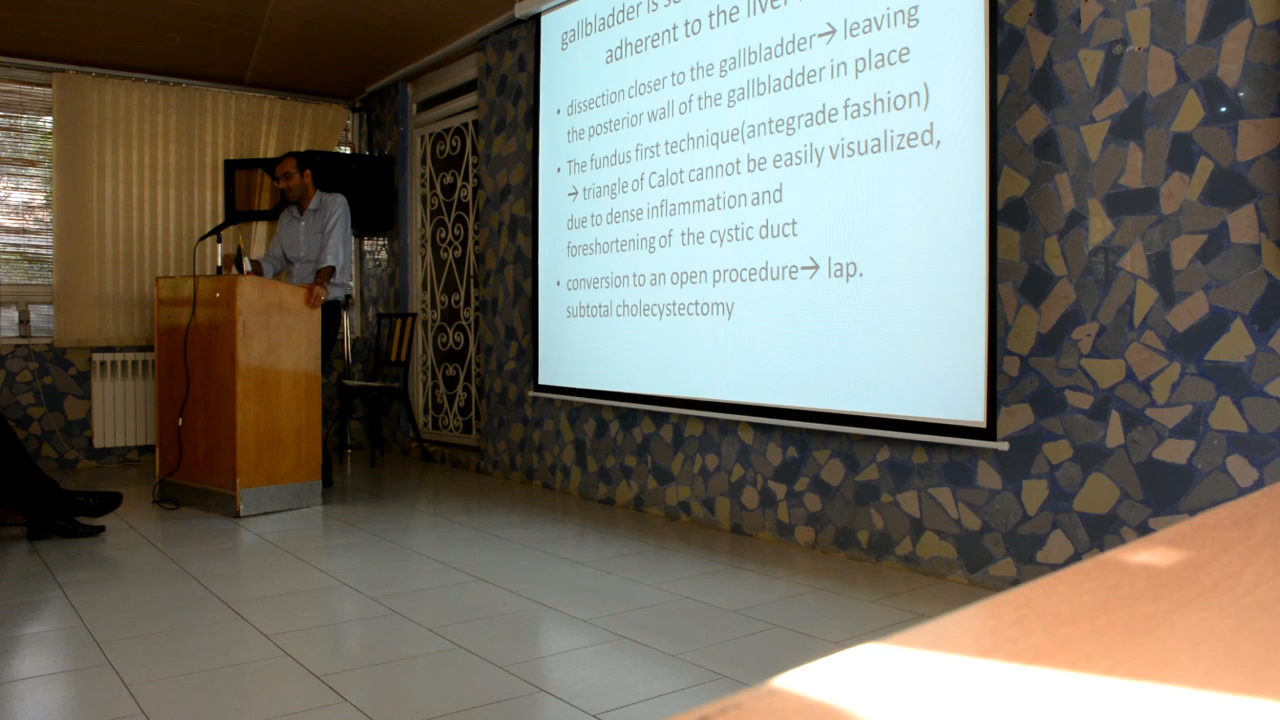 gallbladder is
adherent to the liver
• dissection closer to the gallbladder→ leaving
the posterior wall of the gallbladder in place
• The fundus first technique(antegrade fashion)
→ triangle of Calot cannot be easily visualized,
due to dense inflammation and
foreshortening of the cystic duct
• conversion to an open procedure→ lap.
subtotal cholecystectomy